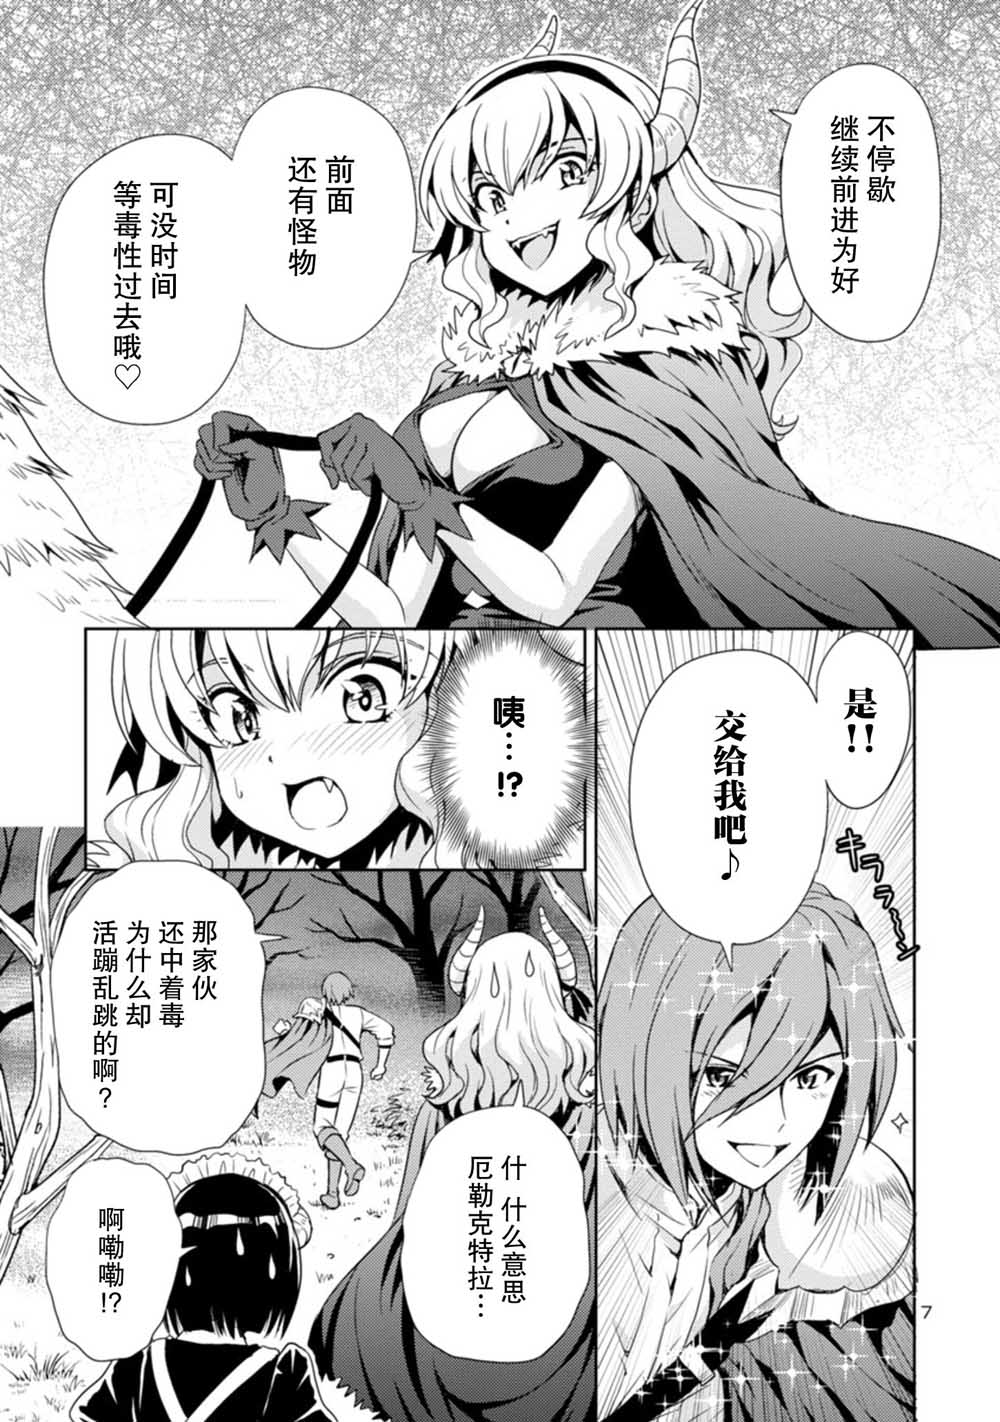 不停歇
继续前进为好
前面
还有怪物
可没时间
等毒性过去哦♡
是!!
交给我吧♪
キラララ〜ン
咦…!?
那家伙
还中着毒
为什么却
活蹦乱跳的啊?
什 什么意思
厄勒克特拉…
啊嘞嘞!?
7